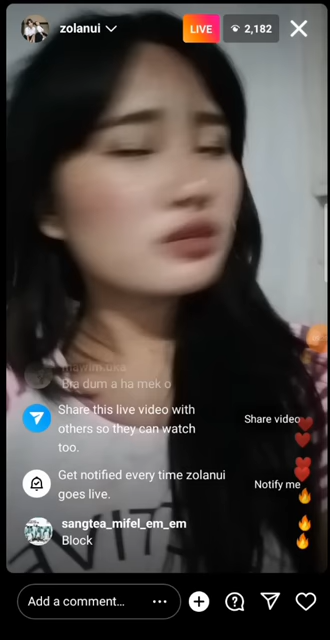 zolanui
LIVE
2,182
Bra dum a ha mek o
Share this live video with
others so they can watch
too.
Share video
Get notified every time zolanui
goes live.
Notify me
sangtea_mifel_em_em
Block
Add a comment...